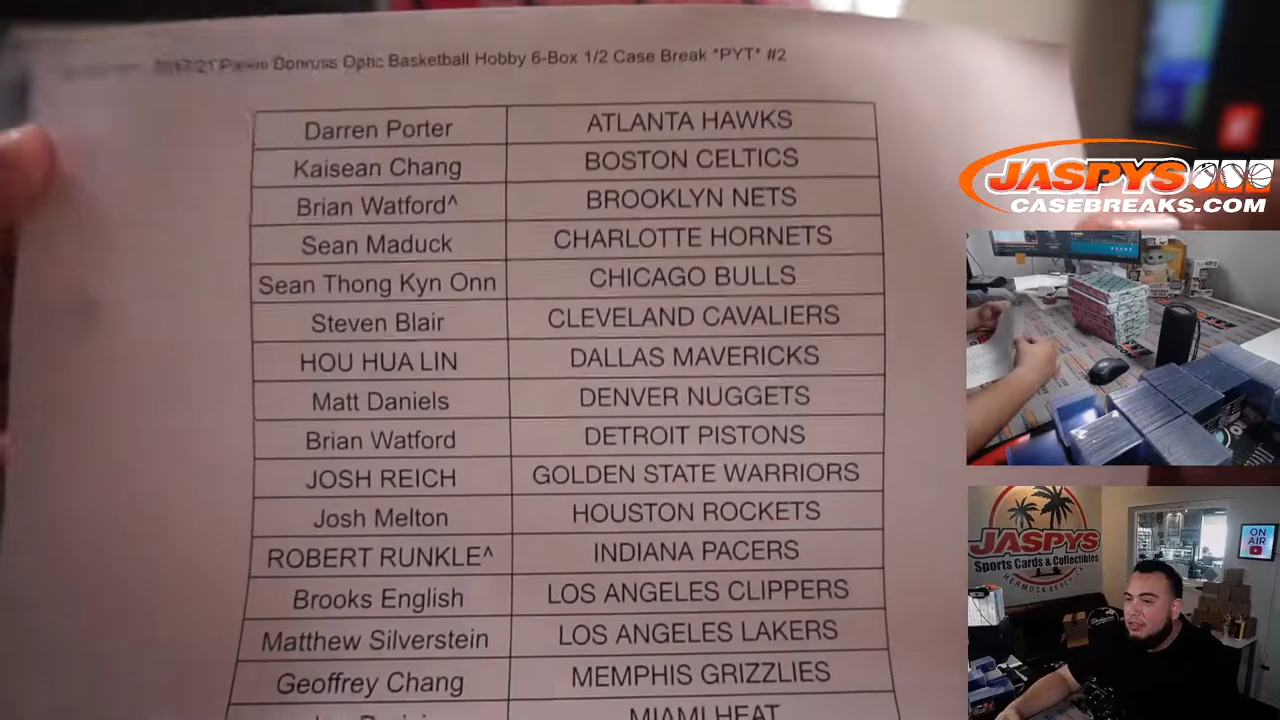 Donruss Optic Basketball Hobby 6-Box 1/2 Case Break *PYT* #2
Darren Porter ATLANTA HAWKS
Kaisean Chang BOSTON CELTICS
Brian Watford^ BROOKLYN NETS
Sean Maduck CHARLOTTE HORNETS
Sean Thong Kyn Onn CHICAGO BULLS
Steven Blair CLEVELAND CAVALIERS
HOU HUA LIN DALLAS MAVERICKS
Matt Daniels DENVER NUGGETS
Brian Watford DETROIT PISTONS
JOSH REICH GOLDEN STATE WARRIORS
Josh Melton HOUSTON ROCKETS
ROBERT RUNKLE^ INDIANA PACERS
Brooks English LOS ANGELES CLIPPERS
Matthew Silverstein LOS ANGELES LAKERS
Geoffrey Chang MEMPHIS GRIZZLIES
MIAMI HEAT
JASPYS
CASEBREAKS.COM
JASPYS
Sports Cards & Collectibles
HERMOSA BEACH, CA
ON
AIR
Dodgers